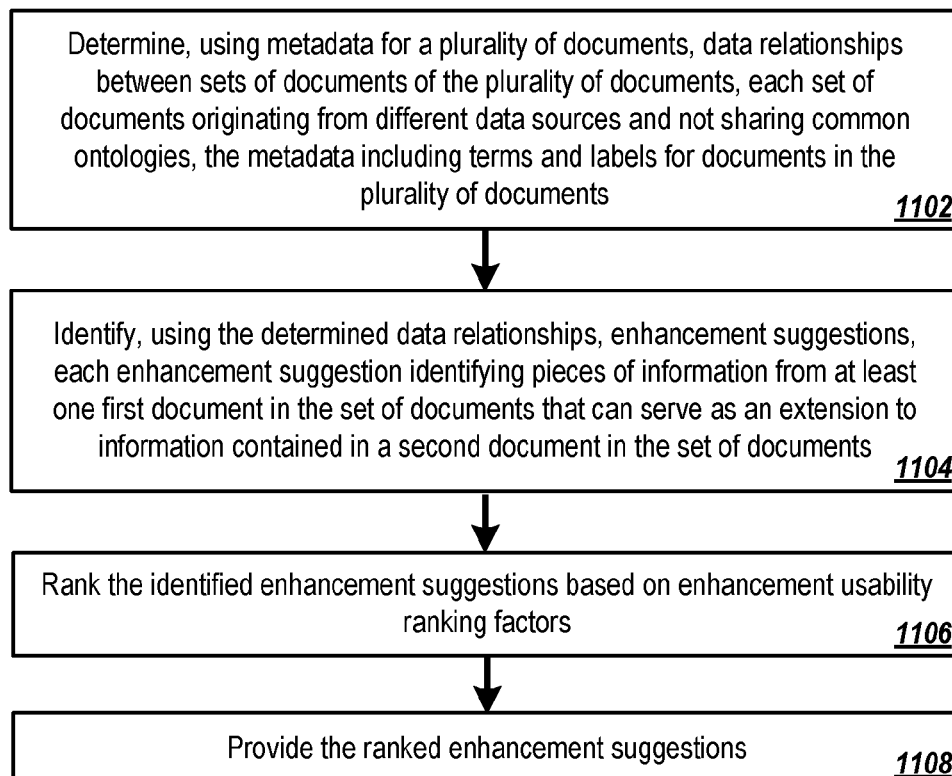 Determine, using metadata for a plurality of documents, data relationships
between sets of documents of the plurality of documents, each set of
documents originating from different data sources and not sharing common
ontologies, the metadata including terms and labels for documents in the
plurality of documents
1102
Identify, using the determined data relationships, enhancement suggestions,
each enhancement suggestion identifying pieces of information from at least
one first document in the set of documents that can serve as an extension to
information contained in a second document in the set of documents
1104
Rank the identified enhancement suggestions based on enhancement usability
ranking factors
1106
Provide the ranked enhancement suggestions
1108